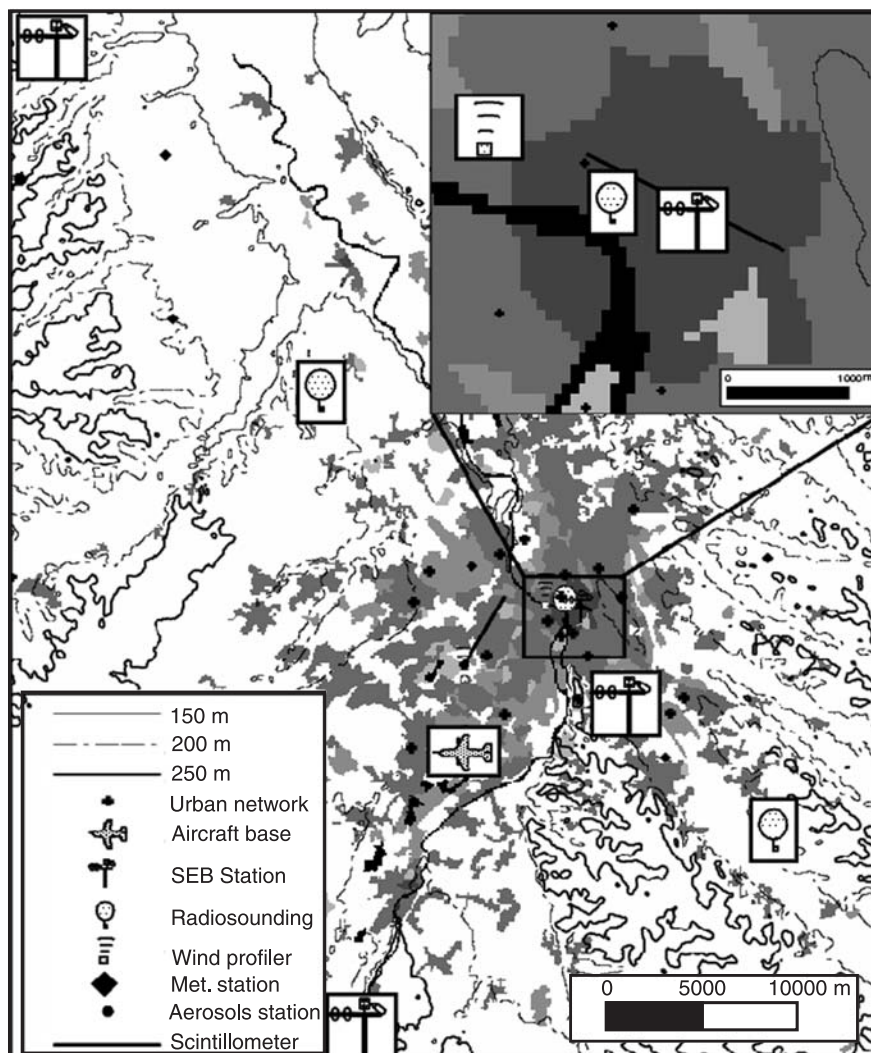 0 1000 m
150 m
200 m
250 m
Urban network
Aircraft base
SEB Station
Radiosounding
Wind profiler
Met. station
Aerosols station
Scintillometer
0 5000 10000 m